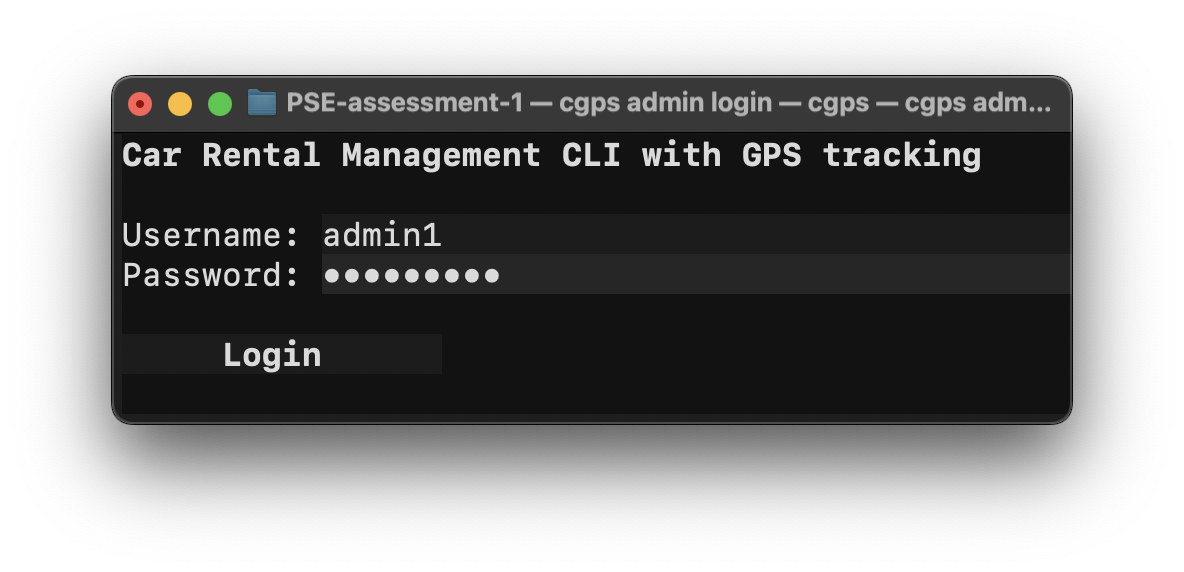 PSE-assessment-1 — cgps admin login — cgps — cgps adm...
Car Rental Management CLI with GPS tracking
Username: admin1
Password: •••••••••
Login